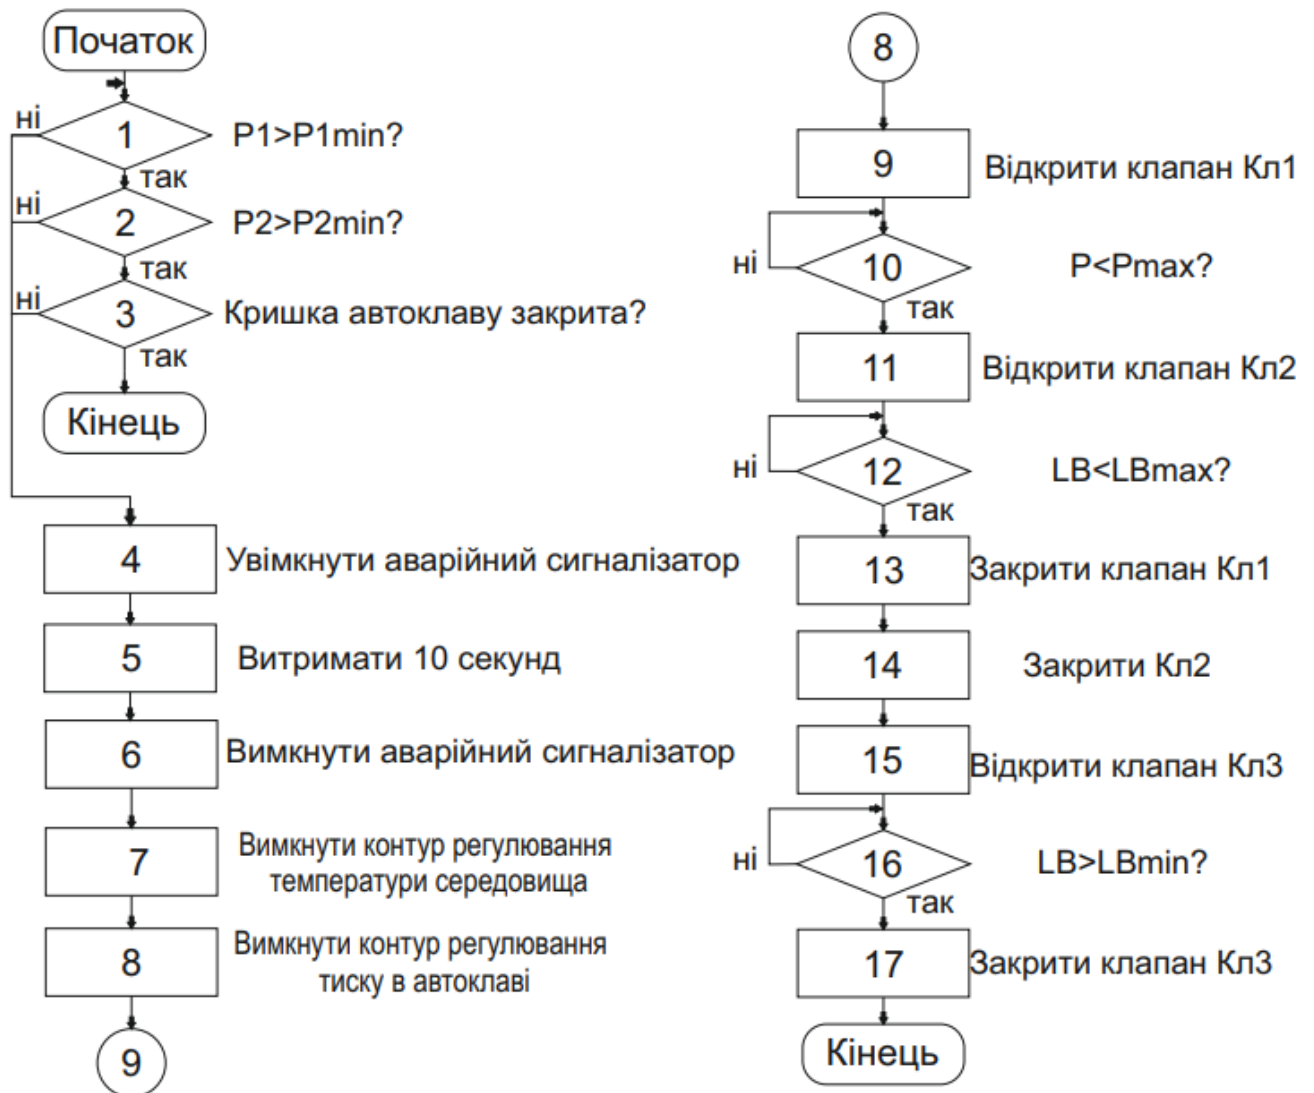 Початок
ні
1
P1>P1min?
так
ні
2
P2>P2min?
так
ні
3
Кришка автоклаву закрита?
так
Кінець
4
Увімкнути аварійний сигналізатор
5
Витримати 10 секунд
6
Вимкнути аварійний сигналізатор
7
Вимкнути контур регулювання
температури середовища
8
Вимкнути контур регулювання
тиску в автоклаві
9
8
9
Відкрити клапан Кл1
ні
10
P<Pmax?
так
11
Відкрити клапан Кл2
ні
12
LB<LBmax?
так
13
Закрити клапан Кл1
14
Закрити Кл2
15
Відкрити клапан Кл3
ні
16
LB>LBmin?
так
17
Закрити клапан Кл3
Кінець